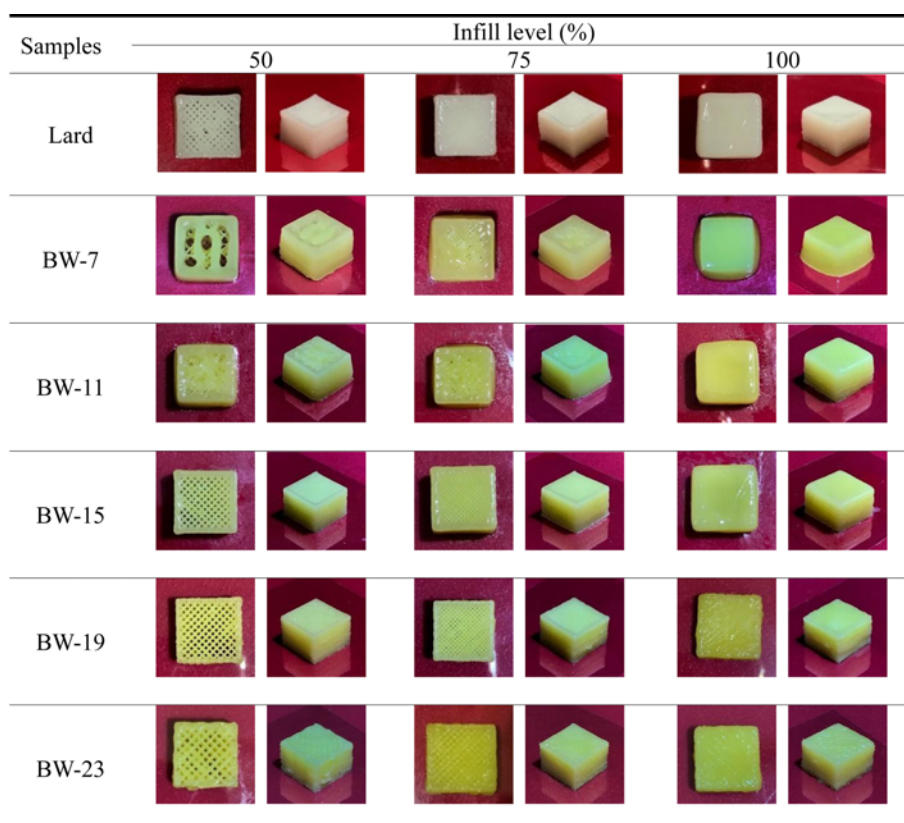 Samples
Infill level (%)
50 75 100
Lard
BW-7
BW-11
BW-15
BW-19
BW-23